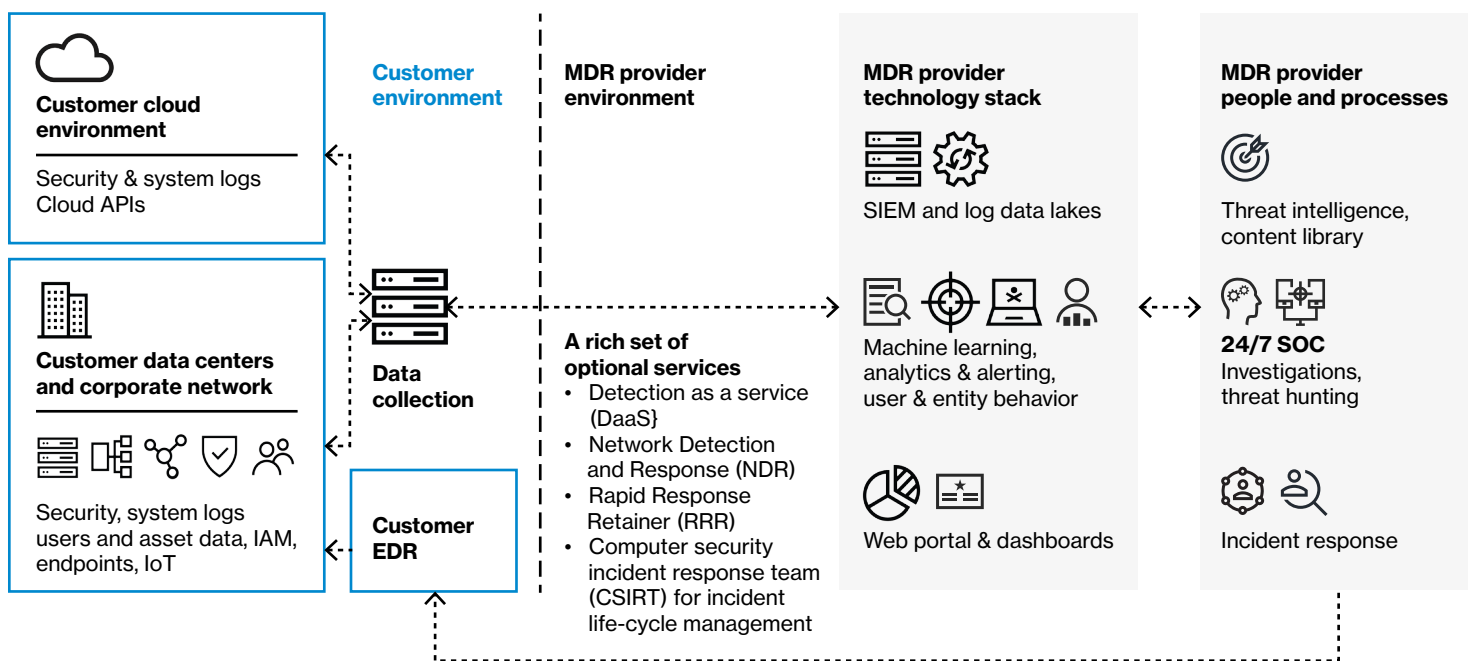 Customer cloud
environment
Security & system logs
Cloud APIs
Customer data centers
and corporate network
Security, system logs
users and asset data, IAM,
endpoints, IoT
Customer
environment
Data
collection
Customer
EDR
MDR provider
environment
A rich set of
optional services
• Detection as a service
(DaaS}
• Network Detection
and Response (NDR)
• Rapid Response
Retainer (RRR)
• Computer security
incident response team
(CSIRT) for incident
life-cycle management
MDR provider
technology stack
SIEM and log data lakes
Machine learning,
analytics & alerting,
user & entity behavior
Web portal & dashboards
MDR provider
people and processes
Threat intelligence,
content library
24/7 SOC
Investigations,
threat hunting
Incident response